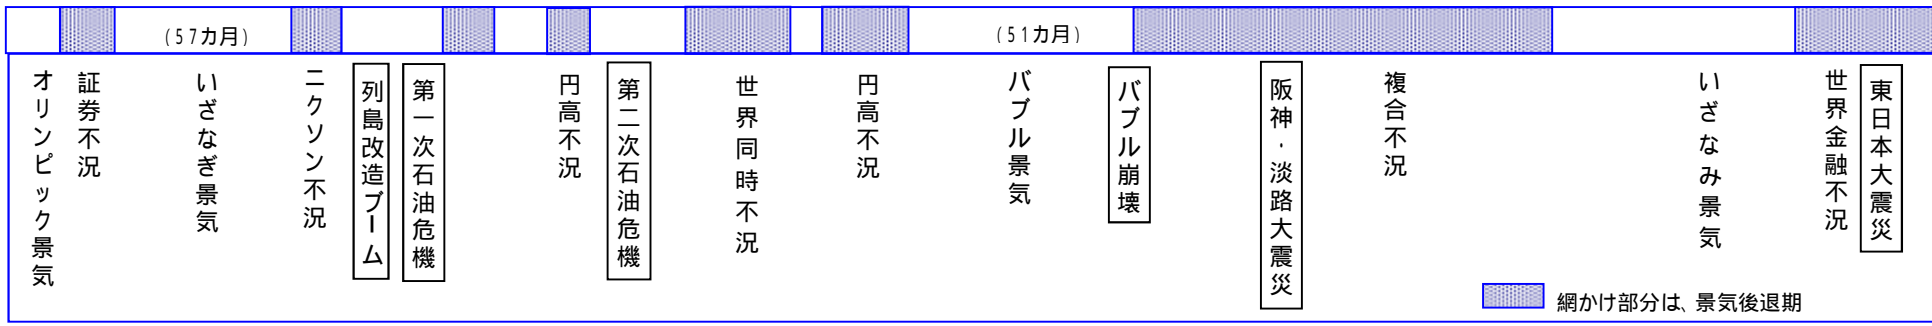 (57カ月)
(51カ月)
オリンピック景気
証券不況
いざなぎ景気
ニクソン不況
列島改造ブーム
第一次石油危機
円高不況
第二次石油危機
世界同時不況
円高不況
バブル景気
バブル崩壊
阪神・淡路大震災
複合不況
いざなみ景気
世界金融不況
東日本大震災
網かけ部分は、景気後退期